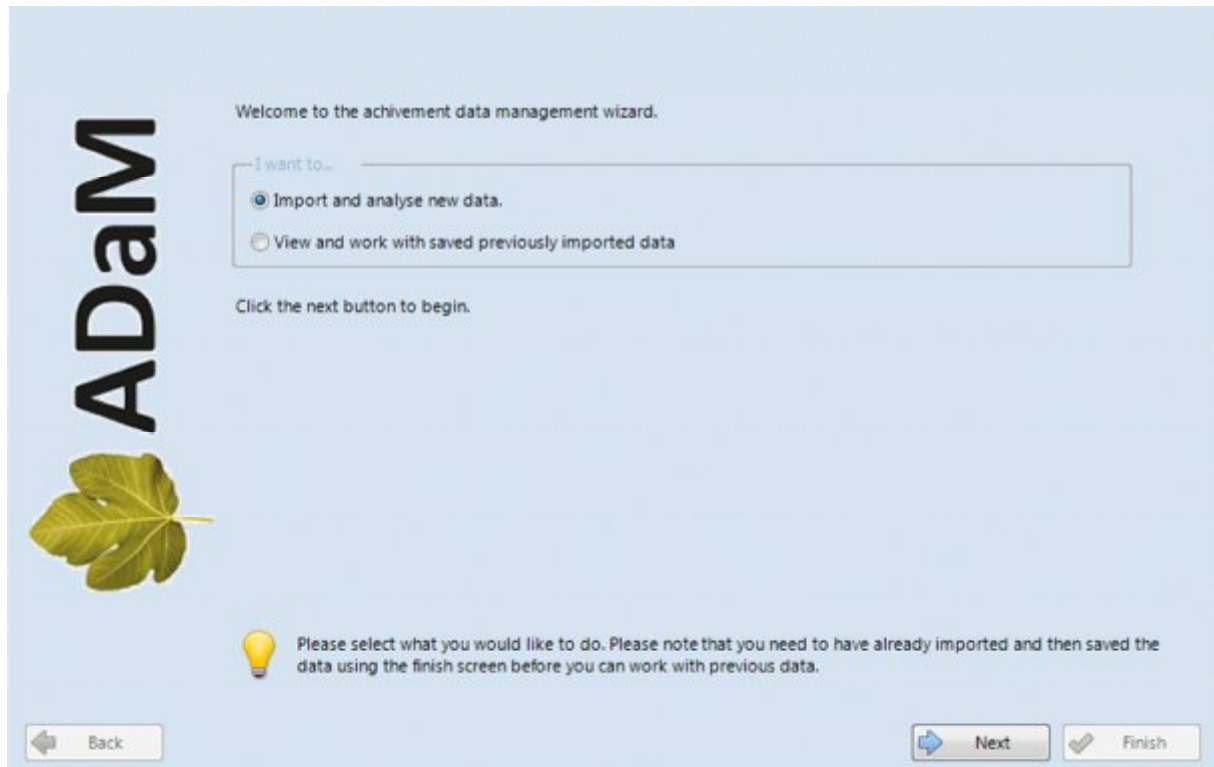 ADaM
Welcome to the achivement data management wizard.
I want to...
Import and analyse new data.
View and work with saved previously imported data
Click the next button to begin.
Please select what you would like to do. Please note that you need to have already imported and then saved the
data using the finish screen before you can work with previous data.
Back
Next
Finish